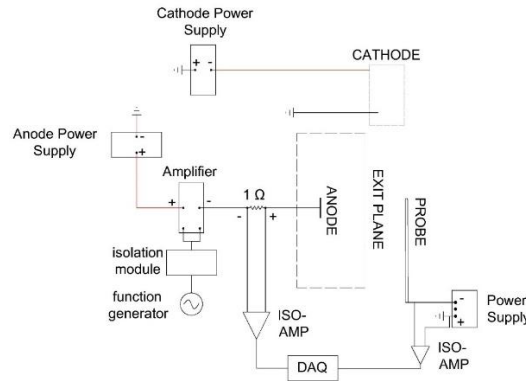 Cathode Power
Supply
+ -
CATHODE
Anode Power
Supply
-
+
Amplifier
+ -
1 Ω
- +
ANODE
EXIT PLANE
PROBE
isolation
module
function
generator
ISO-
AMP
-
+
Power
Supply
ISO-
AMP
DAQ